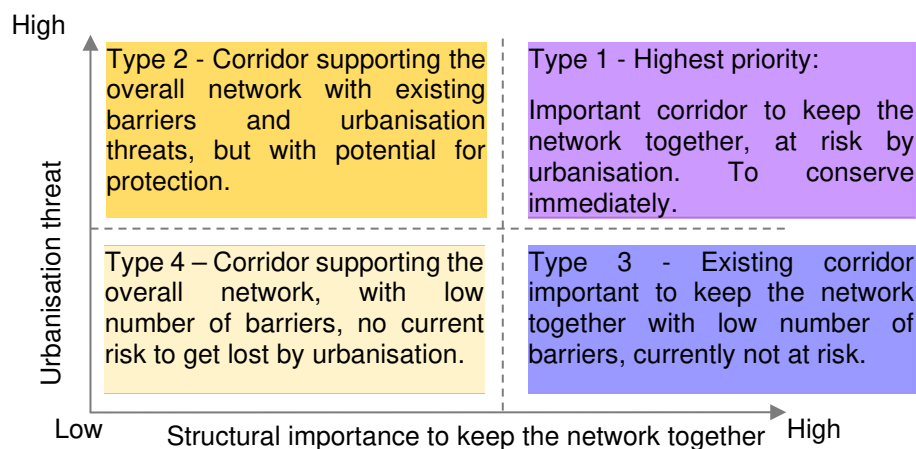 High
Type 2 - Corridor supporting the
overall network with existing
barriers and urbanisation
threats, but with potential for
protection.
Type 1 - Highest priority:
Important corridor to keep the
network together, at risk by
urbanisation. To conserve
immediately.
Urbanisation threat
Type 4 – Corridor supporting the
overall network, with low
number of barriers, no current
risk to get lost by urbanisation.
Type 3 - Existing corridor
important to keep the network
together with low number of
barriers, currently not at risk.
Low
Structural importance to keep the network together
High